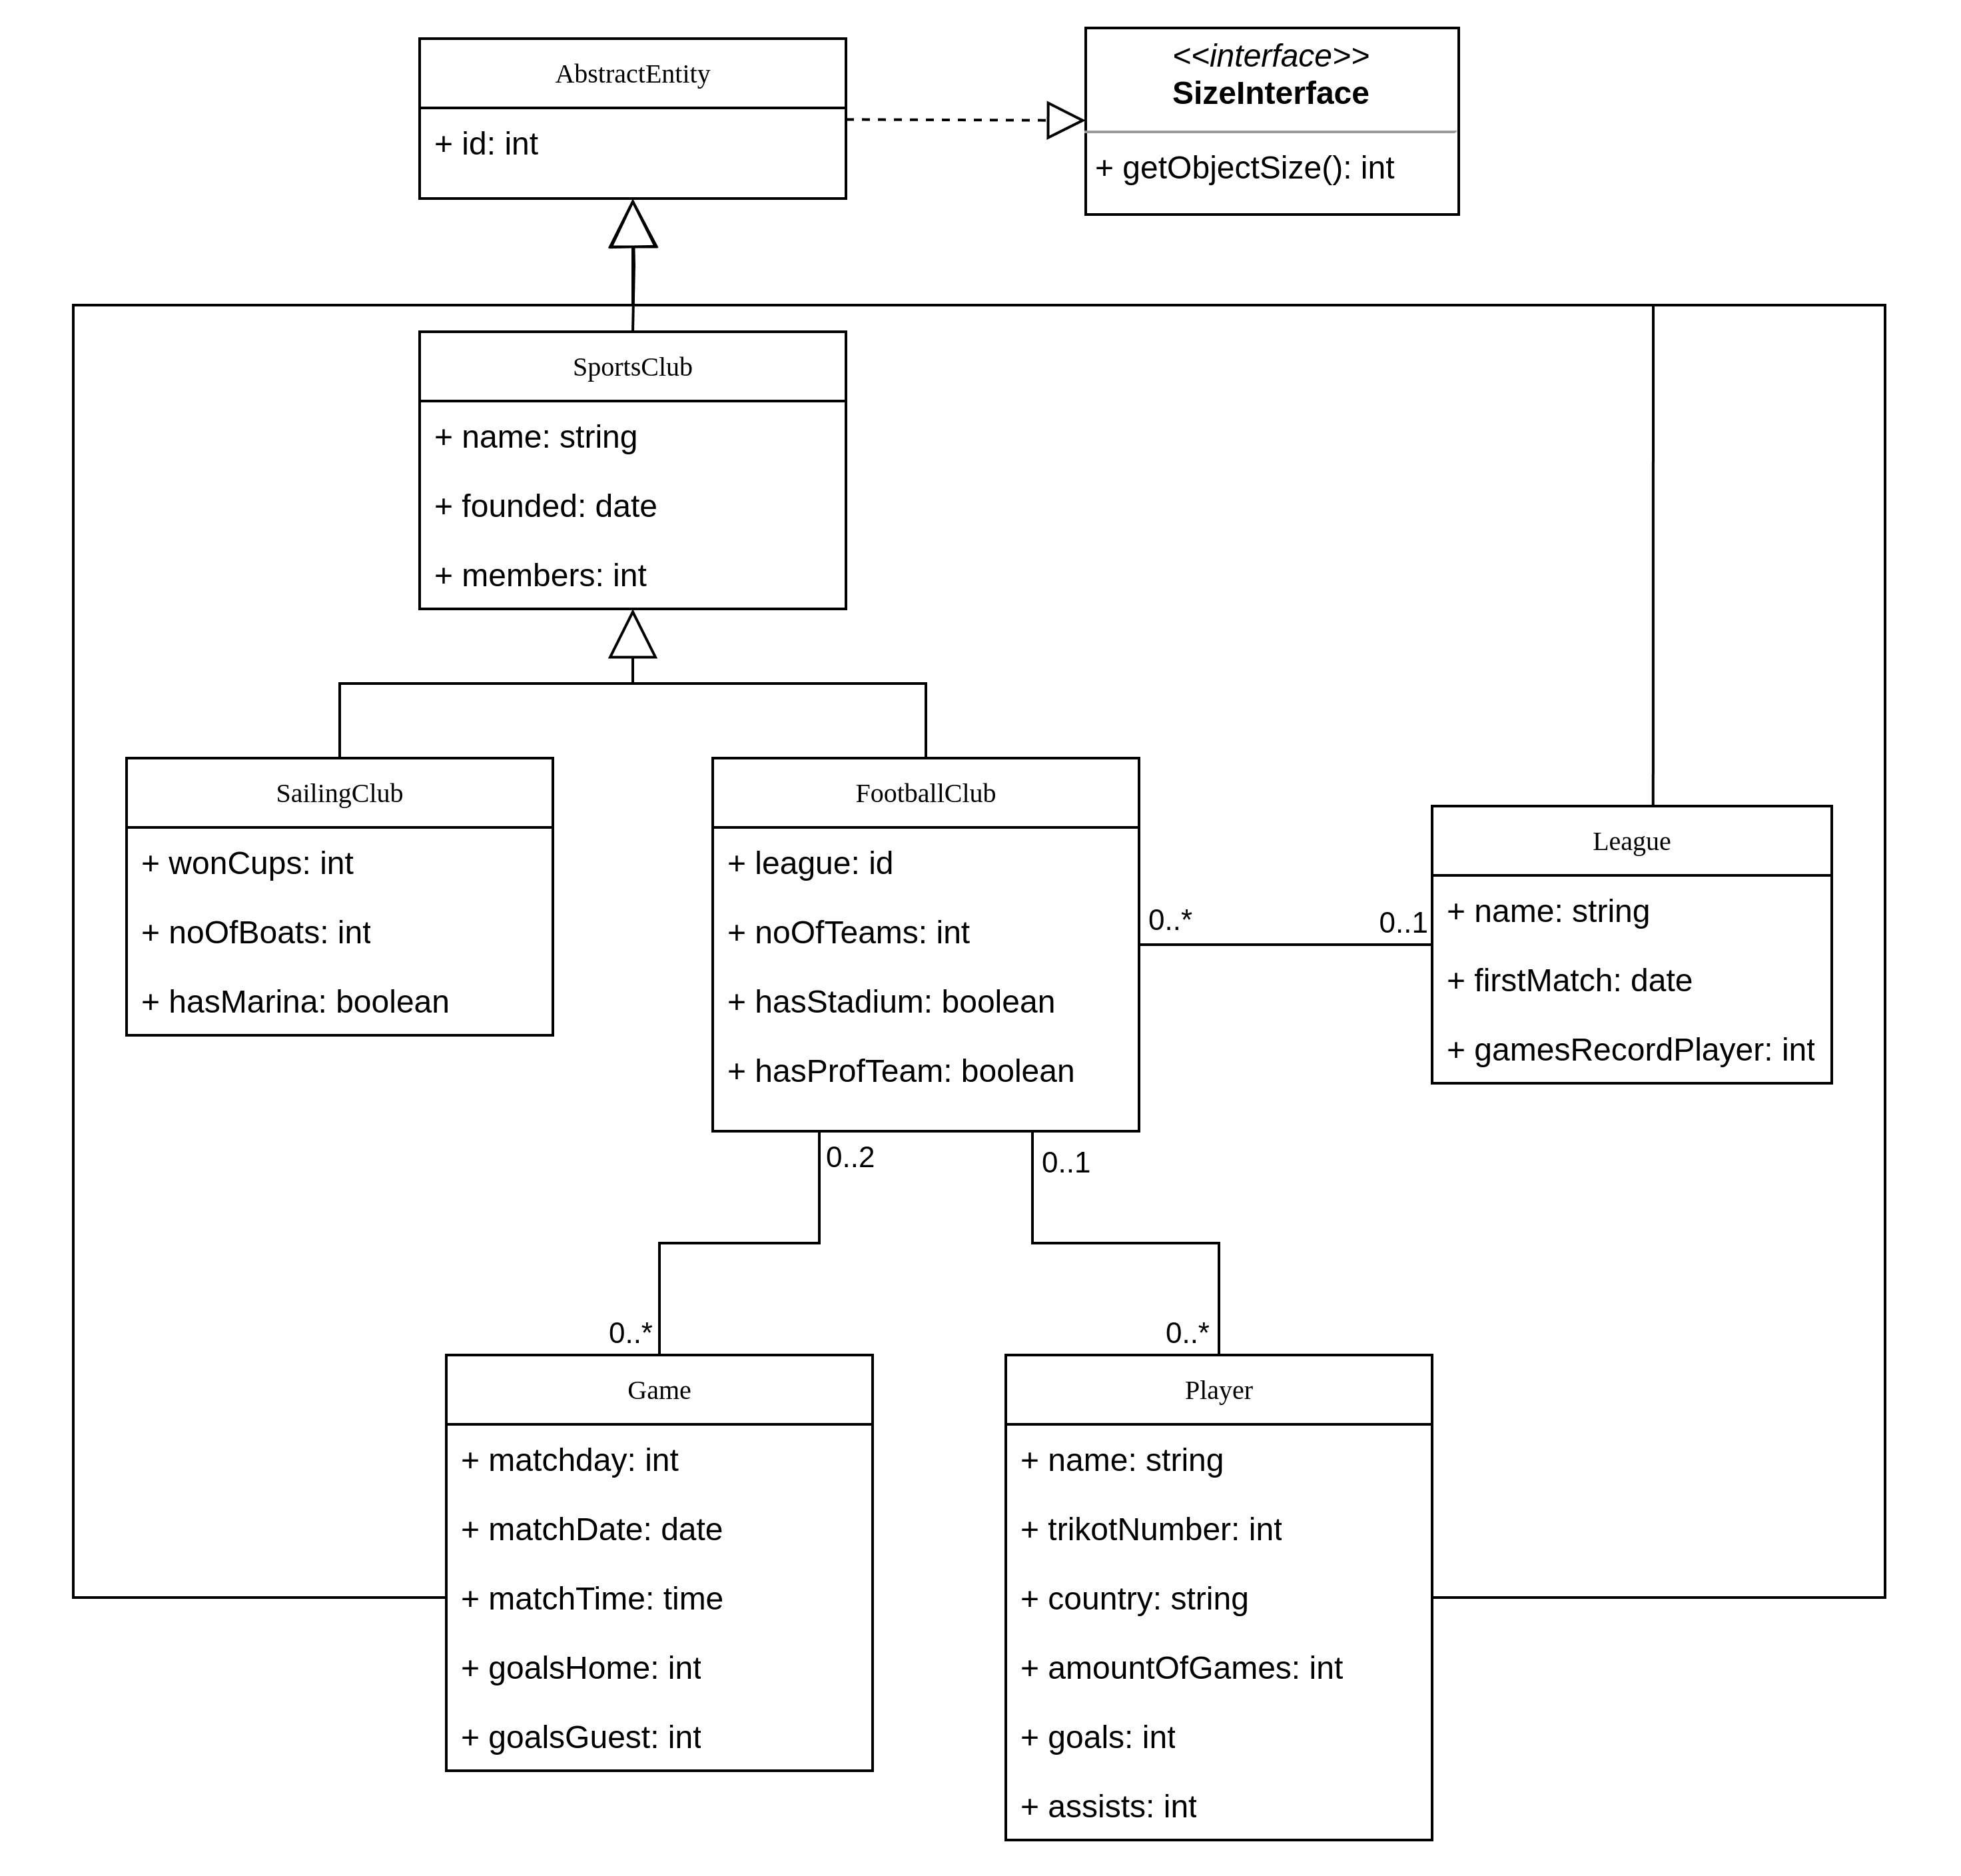 AbstractEntity
+ id: int
<<interface>>
SizeInterface
+ getObjectSize(): int
SportsClub
+ name: string
+ founded: date
+ members: int
SailingClub
+ wonCups: int
+ noOfBoats: int
+ hasMarina: boolean
FootballClub
+ league: id
+ noOfTeams: int
+ hasStadium: boolean
+ hasProfTeam: boolean
0..*
0..1
League
+ name: string
+ firstMatch: date
+ gamesRecordPlayer: int
0..2
0..1
0..*
0..*
Game
+ matchday: int
+ matchDate: date
+ matchTime: time
+ goalsHome: int
+ goalsGuest: int
Player
+ name: string
+ trikotNumber: int
+ country: string
+ amountOfGames: int
+ goals: int
+ assists: int